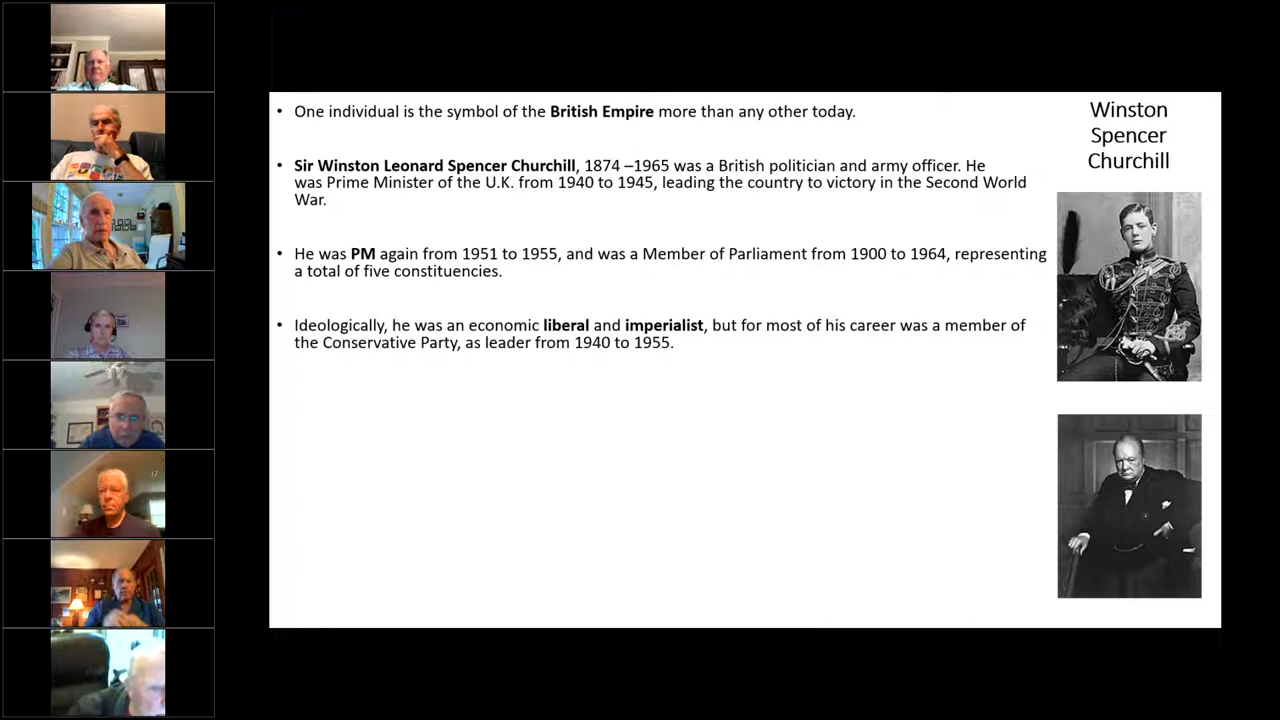 • One individual is the symbol of the British Empire more than any other today.
• Sir Winston Leonard Spencer Churchill, 1874 –1965 was a British politician and army officer. He
was Prime Minister of the U.K. from 1940 to 1945, leading the country to victory in the Second World
War.
• He was PM again from 1951 to 1955, and was a Member of Parliament from 1900 to 1964, representing
a total of five constituencies.
• Ideologically, he was an economic liberal and imperialist, but for most of his career was a member of
the Conservative Party, as leader from 1940 to 1955.
Winston
Spencer
Churchill